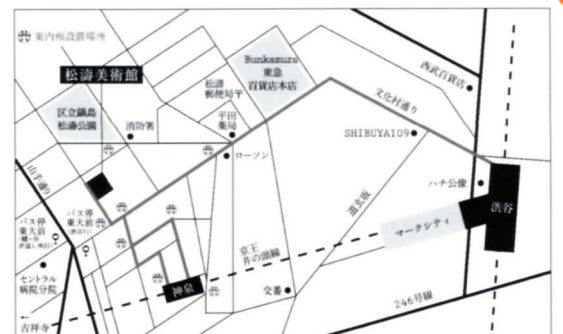 案内板設置場所
松濤美術館
Bunkamura
東急
百貨店本店
西武百貨店
松濤
郵便局〒
文化村通り
区立鍋島
松濤公園
消防署
平田
薬局
SHIBUYA109
ローソン
山手通り
ハチ公像
渋谷
道玄坂
マークシティ
バス停
東大前
バス停
東大前
(渋谷行)
京王
井の頭線
セントラル
病院分院
神泉
交番
246号線
←
吉祥寺